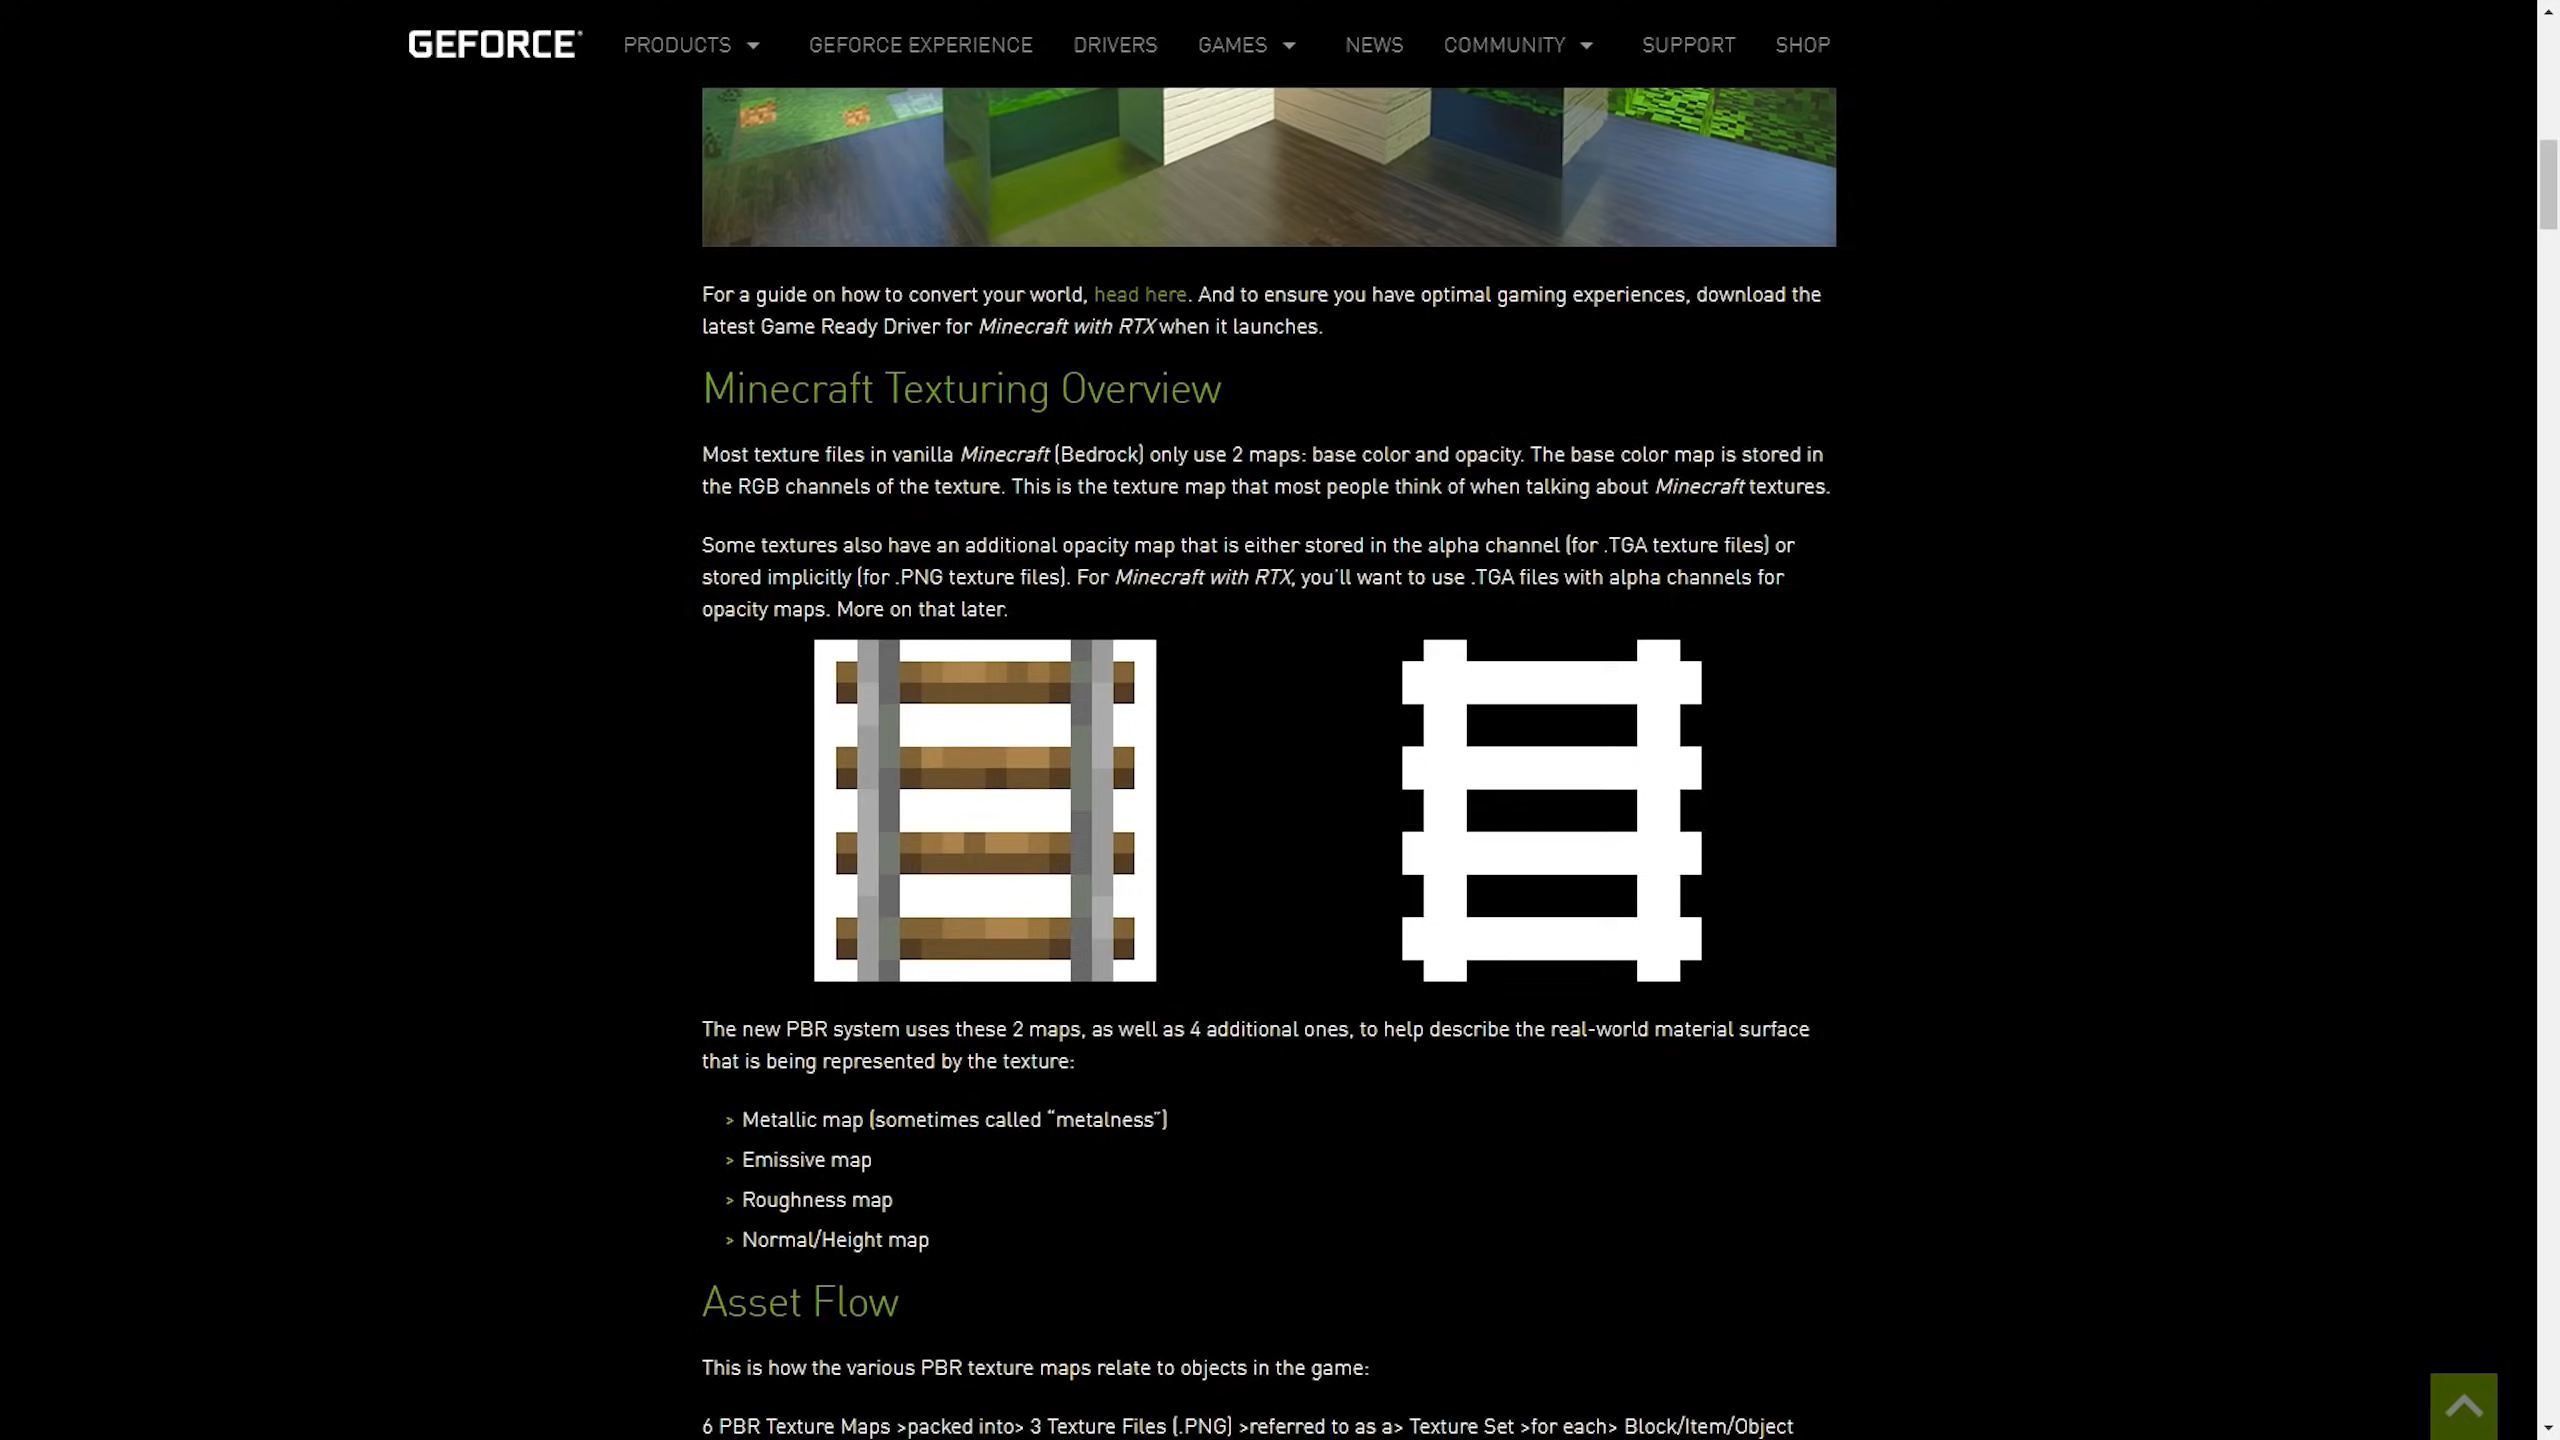 GEFORCE PRODUCTS GEFORCE EXPERIENCE DRIVERS GAMES NEWS COMMUNITY SUPPORT SHOP
For a guide on how to convert your world, head here. And to ensure you have optimal gaming experiences, download the
latest Game Ready Driver for Minecraft with RTX when it launches.
Minecraft Texturing Overview
Most texture files in vanilla Minecraft (Bedrock) only use 2 maps: base color and opacity. The base color map is stored in
the RGB channels of the texture. This is the texture map that most people think of when talking about Minecraft textures.
Some textures also have an additional opacity map that is either stored in the alpha channel (for .TGA texture files) or
stored implicitly (for .PNG texture files). For Minecraft with RTX, you'll want to use .TGA files with alpha channels for
opacity maps. More on that later.
The new PBR system uses these 2 maps, as well as 4 additional ones, to help describe the real-world material surface
that is being represented by the texture:
> Metallic map (sometimes called “metalness”)
> Emissive map
> Roughness map
> Normal/Height map
Asset Flow
This is how the various PBR texture maps relate to objects in the game:
6 PBR Texture Maps >packed into> 3 Texture Files (.PNG) >referred to as a> Texture Set >for each> Block/Item/Object